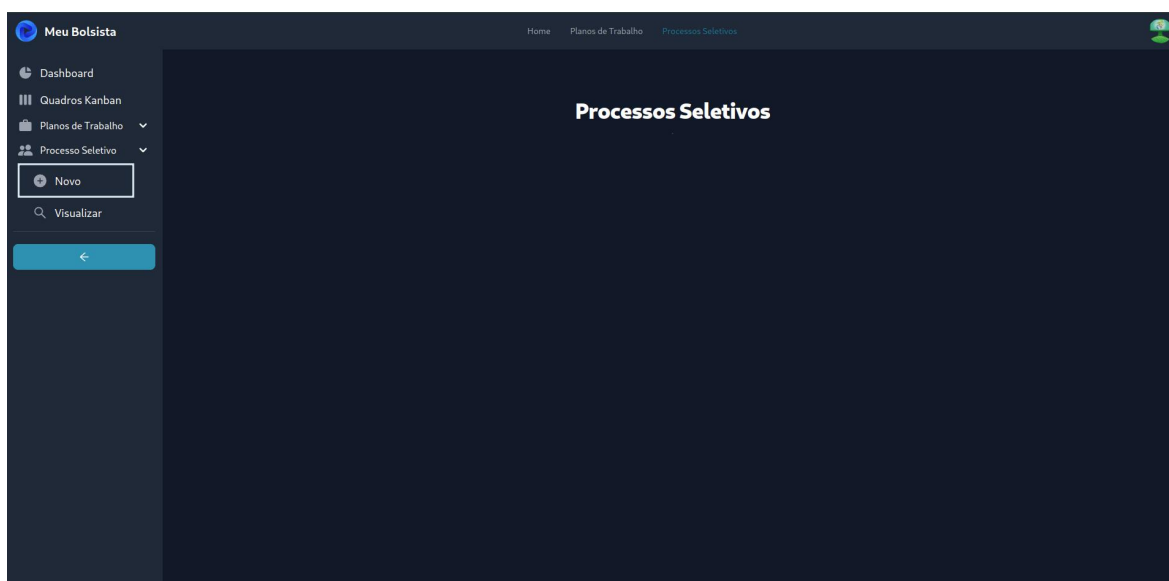 Meu Bolsista
Home Planos de Trabalho Processos Seletivos
Dashboard
Quadros Kanban
Planos de Trabalho
Processo Seletivo
Novo
Visualizar
Processos Seletivos